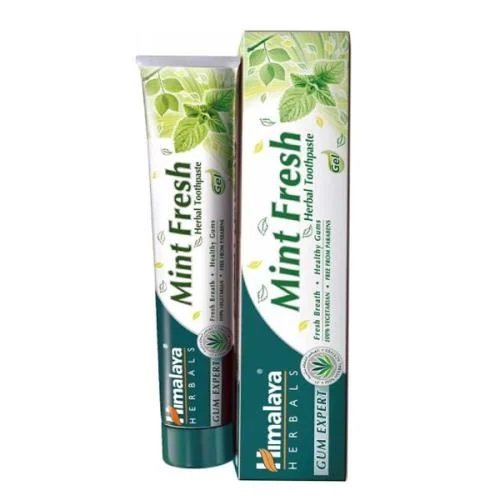 Mint Fresh
Herbal Toothpaste
Gel
Fresh Breath • Healthy Gums
100% VEGETARIAN • FREE FROM PARABENS
Himalaya
HERBALS
GUM EXPERT
Mint Fresh
Herbal Toothpaste
Gel
Fresh Breath • Healthy Gums
100% VEGETARIAN • FREE FROM PARABENS
Himalaya
HERBALS
GUM EXPERT